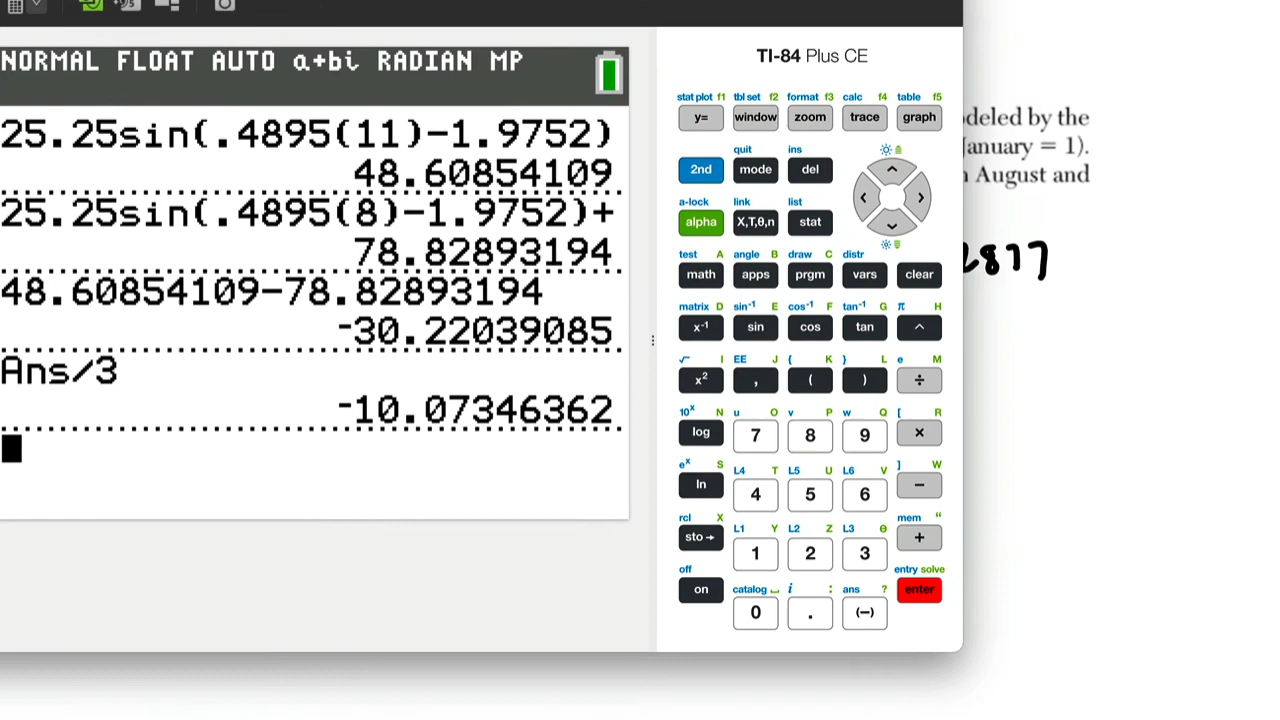 NORMAL FLOAT AUTO a+bi RADIAN MP
25.25sin(.4895(11)-1.9752)
48.60854109
25.25sin(.4895(8)-1.9752)+
78.82893194
48.60854109-78.82893194
-30.22039085
Ans/3
-10.07346362
TI-84 Plus CE
stat plot f1 tbl set f2 format f3 calc f4 table f5
y= window zoom trace graph
quit ins
2nd mode del
a-lock link list
alpha X,T,θ,n stat
test A angle B draw C distr
math apps prgm vars clear
matrix D sin⁻¹ E cos⁻¹ F tan⁻¹ G π H
x⁻¹ sin cos tan ^
√ I EE J { K } L e M
x² , ( ) ÷
10ˣ N u O v P w Q [ R
log 7 8 9 ×
eˣ S L4 T L5 U L6 V ] W
ln 4 5 6 −
rcl X L1 Y L2 Z L3 θ mem "
sto→ 1 2 3 +
off catalog i : ans ? entry solve
on 0 . (−) enter
deled by the
January = 1).
August and